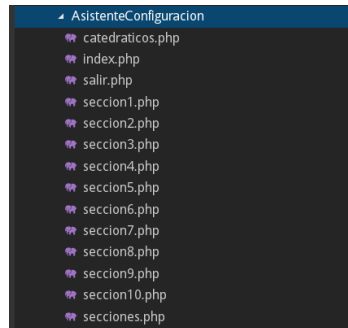 AsistenteConfiguracion
catedraticos.php
index.php
salir.php
seccion1.php
seccion2.php
seccion3.php
seccion4.php
seccion5.php
seccion6.php
seccion7.php
seccion8.php
seccion9.php
seccion10.php
secciones.php